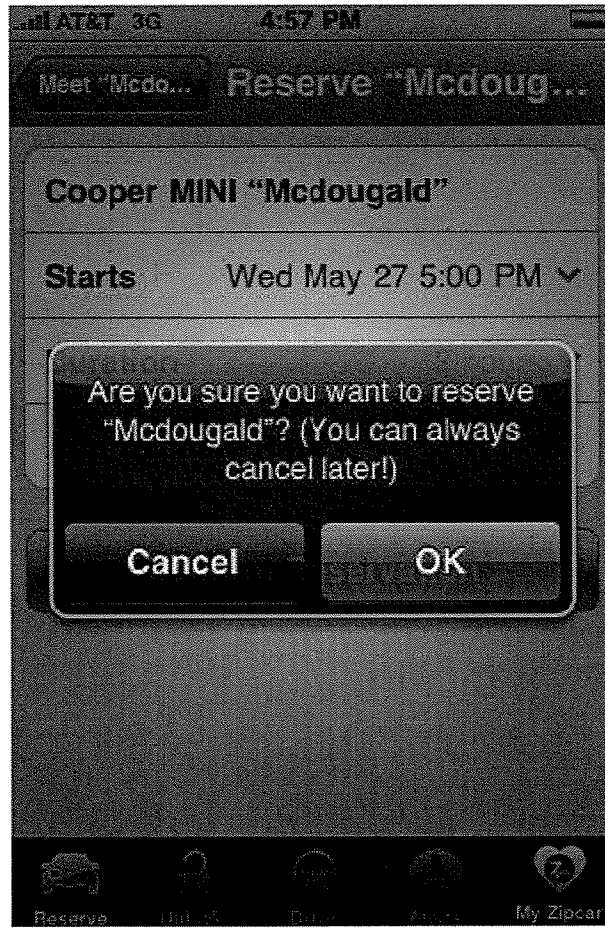 AT&T 3G 4:57 PM
Meet “Mcdo... Reserve “Mcdoug...
Cooper MINI “Mcdougald”
Starts Wed May 27 5:00 PM
Duration
Are you sure you want to reserve
“Mcdougald”? (You can always
cancel later!)
Cancel OK
Reserve My Zipcar